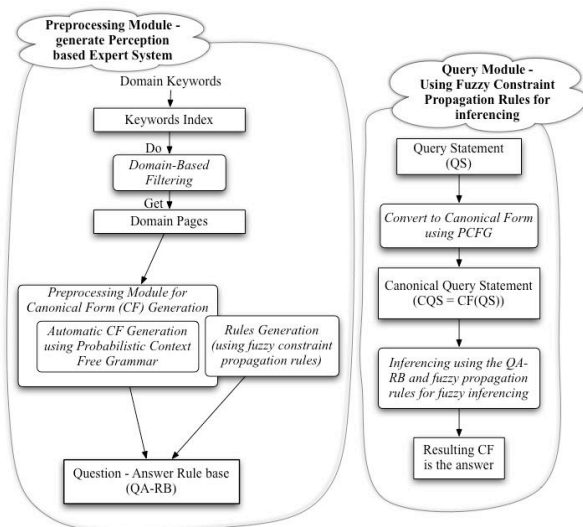 Preprocessing Module -
generate Perception
based Expert System
Domain Keywords
Keywords Index
Do
Domain-Based
Filtering
Get
Domain Pages
Preprocessing Module for
Canonical Form (CF) Generation
Automatic CF Generation
using Probabilistic Context
Free Grammar
Rules Generation
(using fuzzy constraint
propagation rules)
Question - Answer Rule base
(QA-RB)
Query Module -
Using Fuzzy Constraint
Propagation Rules for
inferencing
Query Statement
(QS)
Convert to Canonical Form
using PCFG
Canonical Query Statement
(CQS = CF(QS))
Inferencing using the QA-
RB and fuzzy propagation
rules for fuzzy inferencing
Resulting CF
is the answer